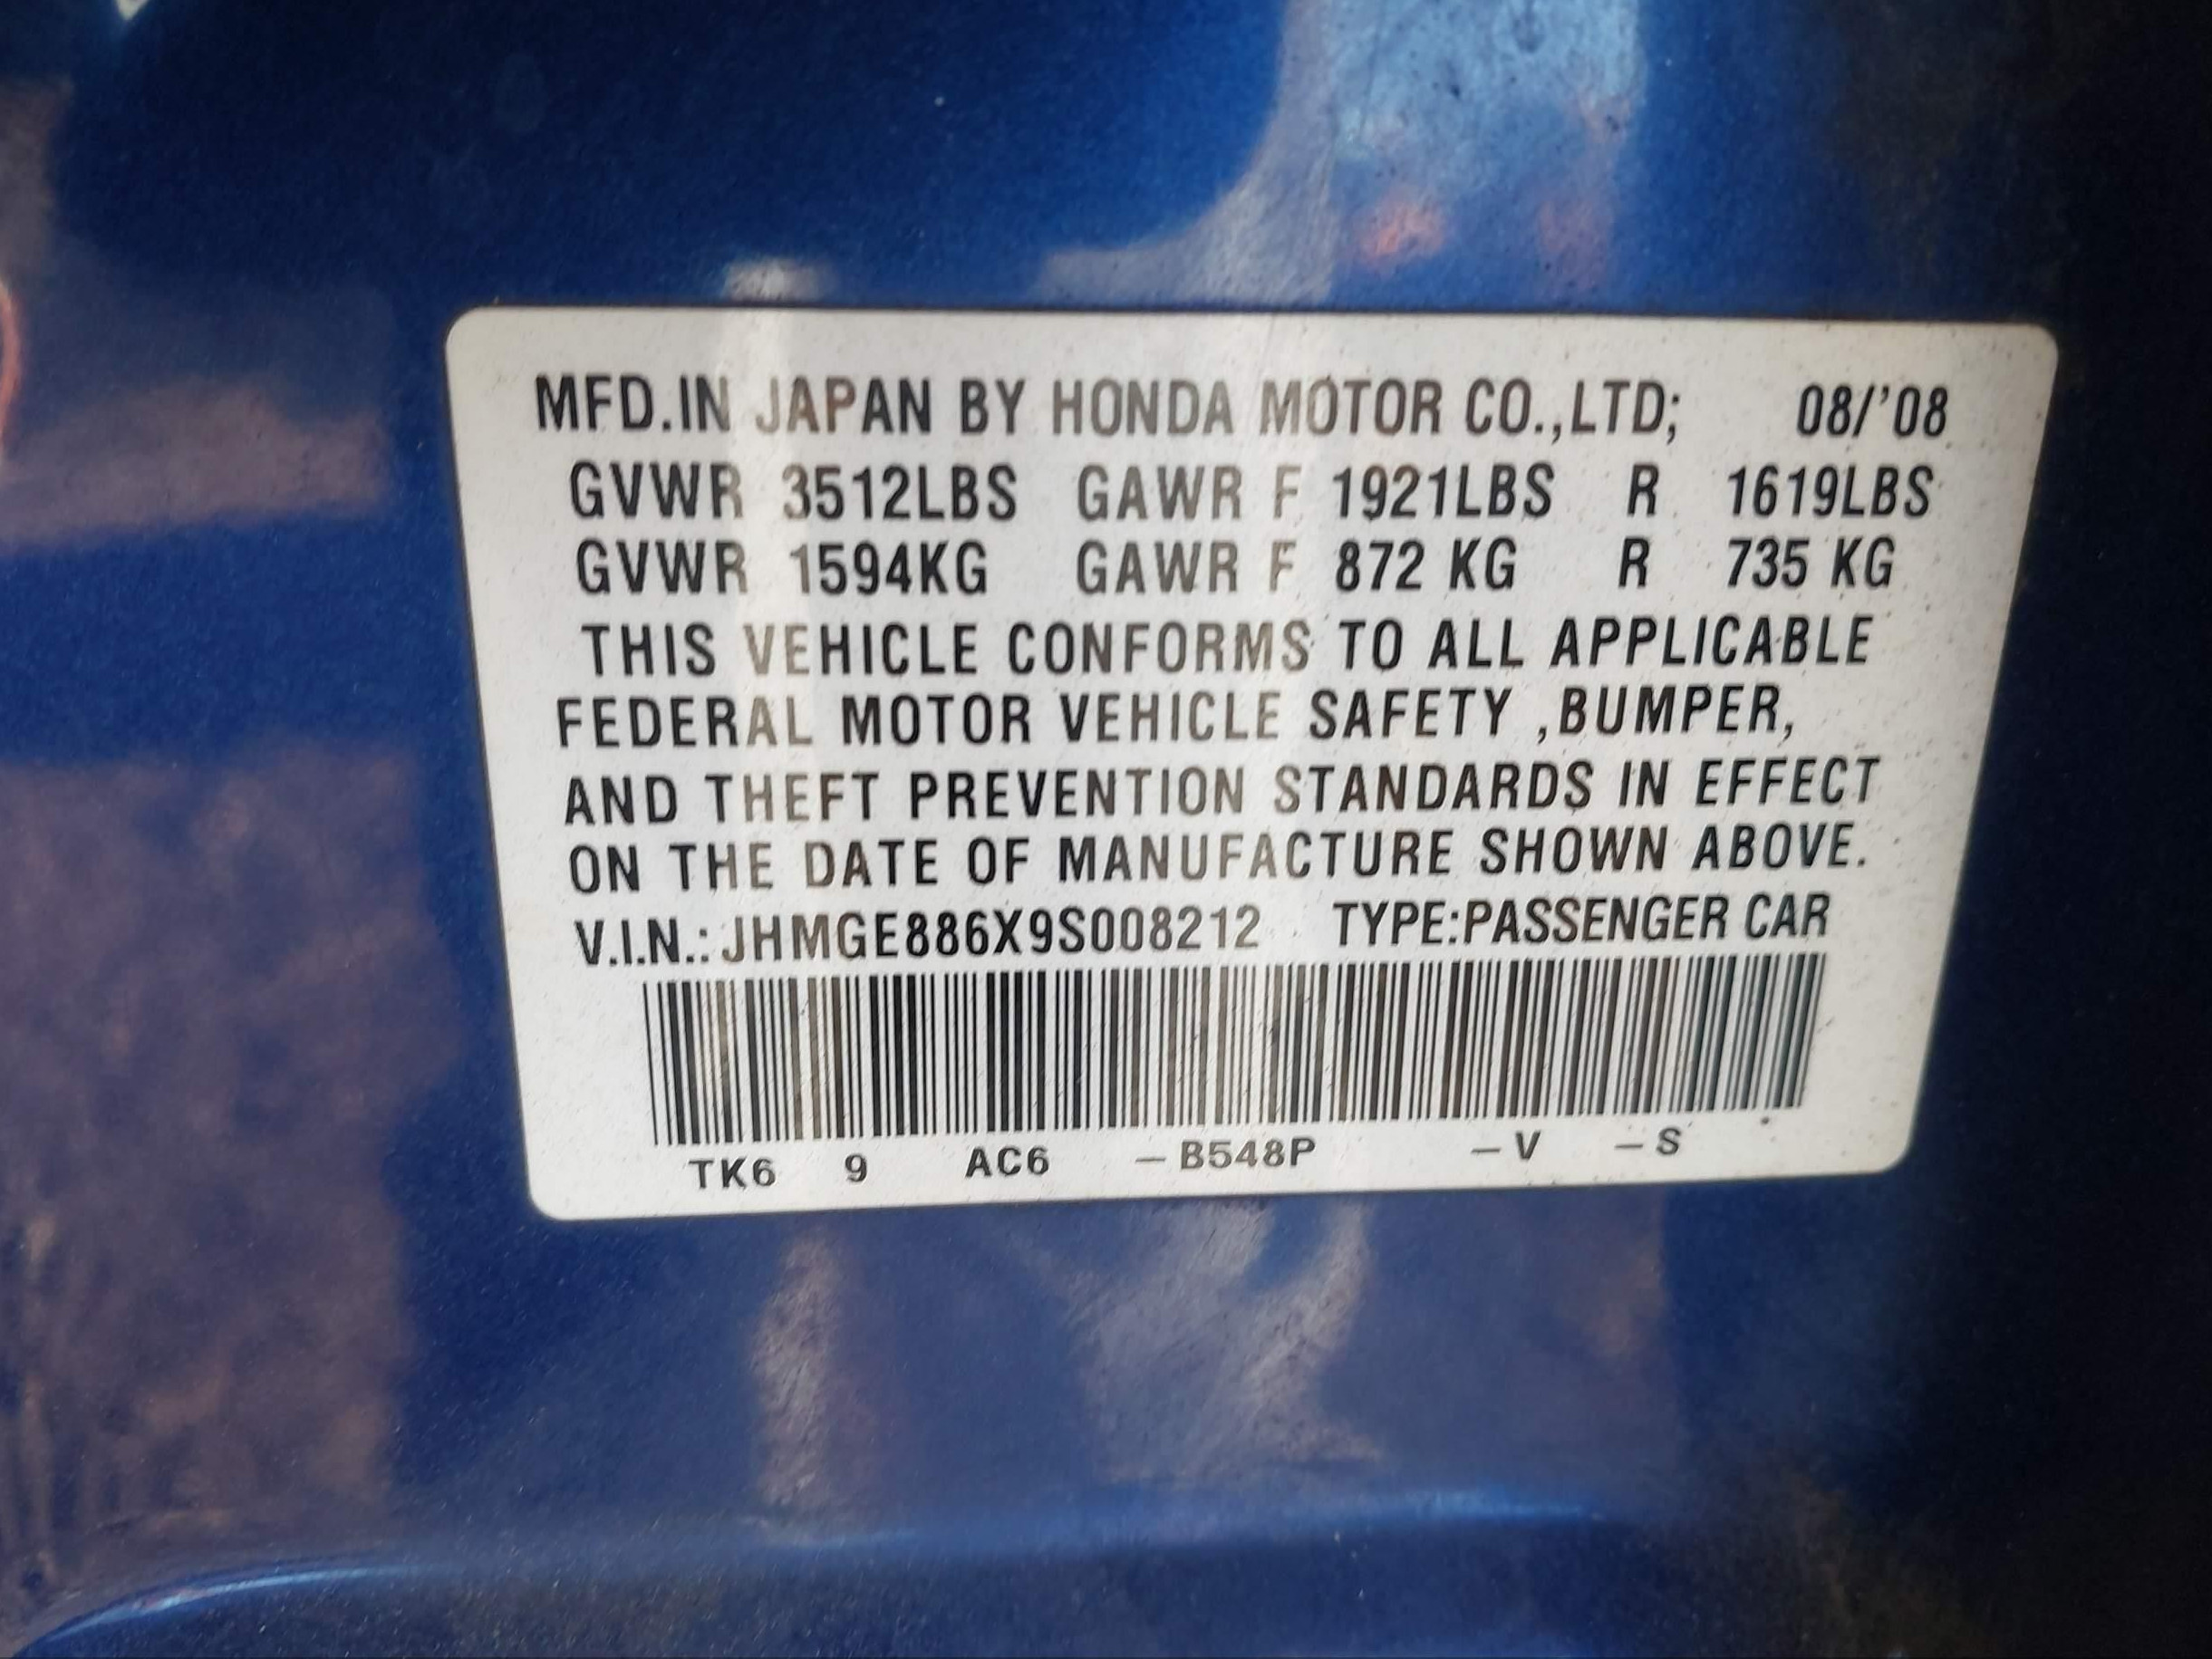 MFD.IN JAPAN BY HONDA MOTOR CO.,LTD; 08/'08
GVWR 3512LBS GAWR F 1921LBS R 1619LBS
GVWR 1594KG GAWR F 872 KG R 735 KG
THIS VEHICLE CONFORMS TO ALL APPLICABLE
FEDERAL MOTOR VEHICLE SAFETY ,BUMPER,
AND THEFT PREVENTION STANDARDS IN EFFECT
ON THE DATE OF MANUFACTURE SHOWN ABOVE.
V.I.N.: JHMGE886X9S008212 TYPE:PASSENGER CAR
TK6 9 AC6 –B548P –V –S